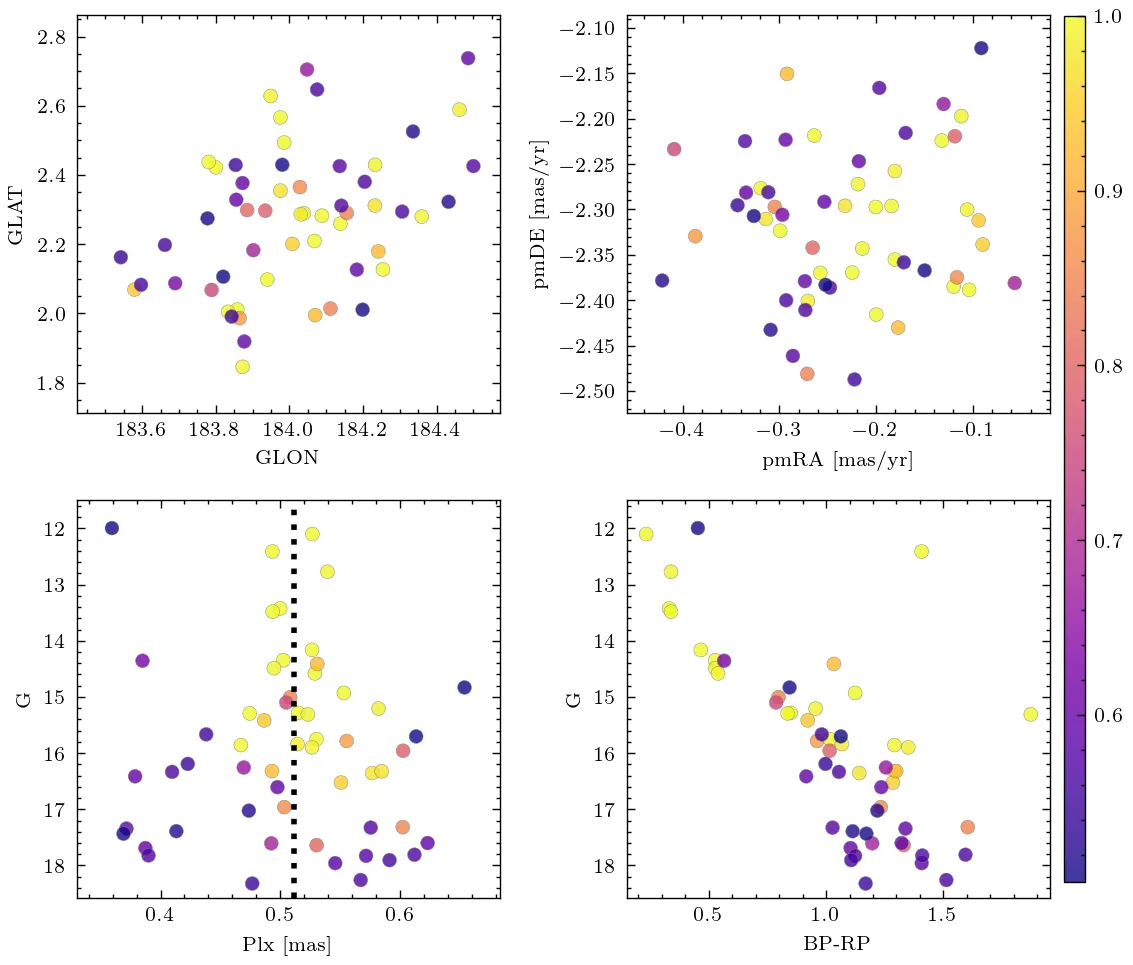 2.8
2.6
2.4
2.2
2.0
1.8
GLAT
183.6 183.8 184.0 184.2 184.4
GLON
−2.10
−2.15
−2.20
−2.25
−2.30
−2.35
−2.40
−2.45
−2.50
pmDE [mas/yr]
−0.4 −0.3 −0.2 −0.1
pmRA [mas/yr]
12
13
14
15
16
17
18
G
0.4 0.5 0.6
Plx [mas]
12
13
14
15
16
17
18
G
0.5 1.0 1.5
BP-RP
1.0
0.9
0.8
0.7
0.6